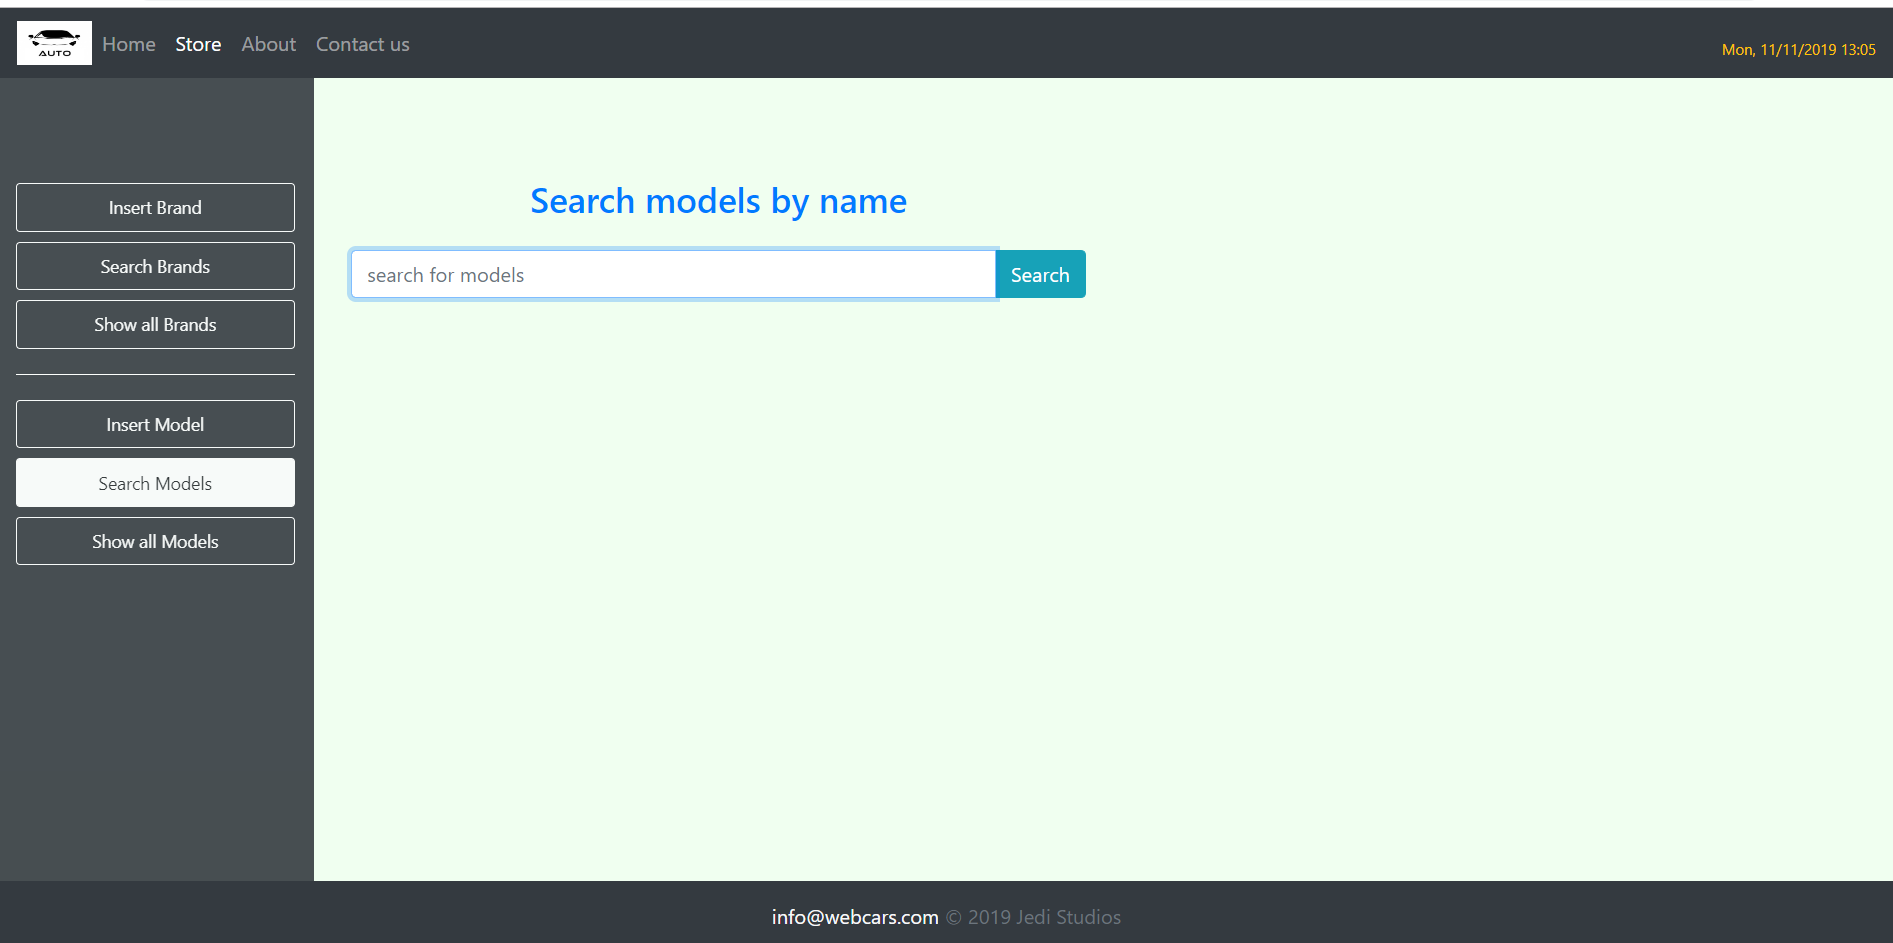 AUTO
Home Store About Contact us
Mon, 11/11/2019 13:05
Insert Brand
Search Brands
Show all Brands
Insert Model
Search Models
Show all Models
Search models by name
search for models Search
info@webcars.com © 2019 Jedi Studios